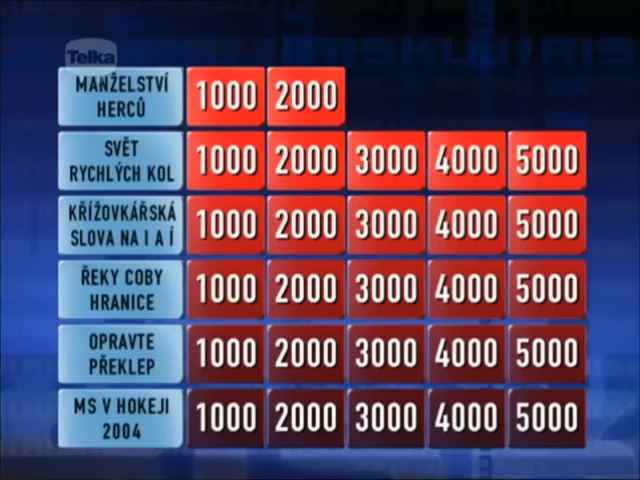 Telka
MANŽELSTVÍ
HERCŮ
1000 2000
SVĚT
RYCHLÝCH KOL
1000 2000 3000 4000 5000
KŘÍŽOVKÁŘSKÁ
SLOVA NA I A Í
1000 2000 3000 4000 5000
ŘEKY COBY
HRANICE
1000 2000 3000 4000 5000
OPRAVTE
PŘEKLEP
1000 2000 3000 4000 5000
MS V HOKEJI
2004
1000 2000 3000 4000 5000